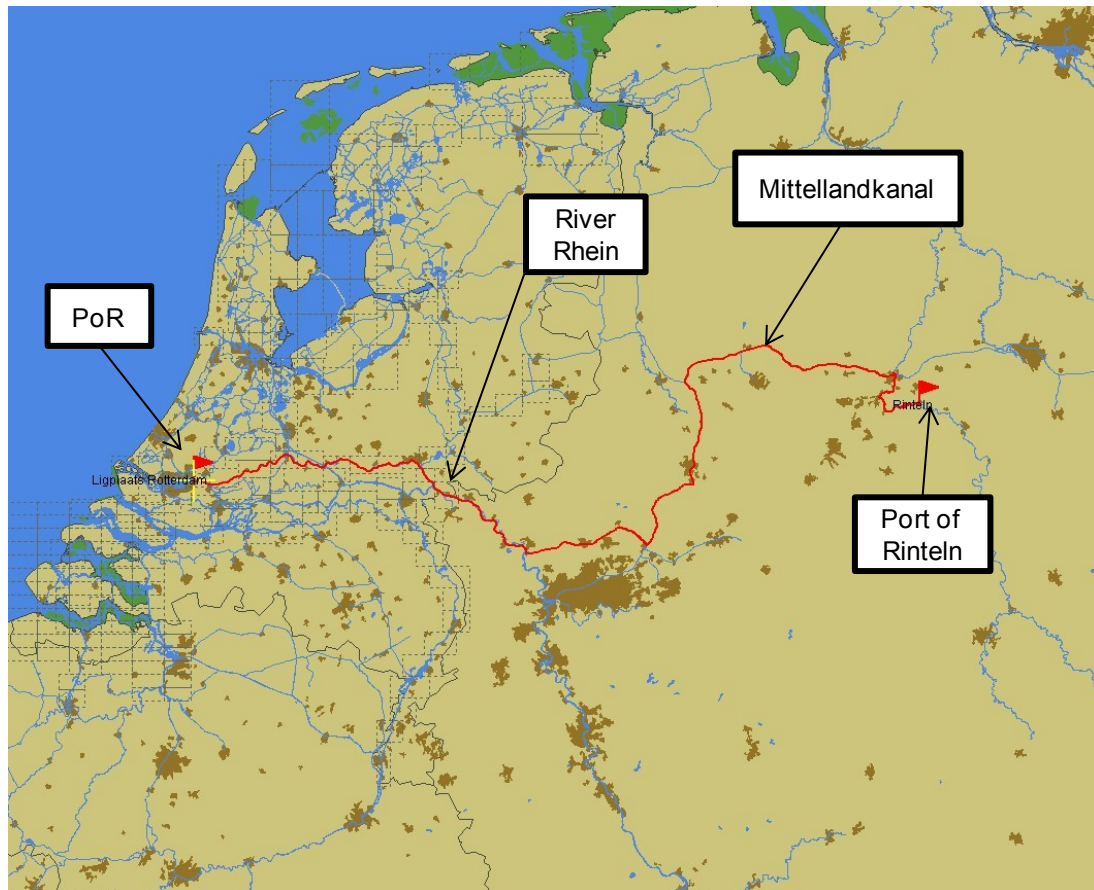 Mittellandkanal
River
Rhein
PoR
Rinteln
Ligplaats Rotterdam
Port of
Rinteln